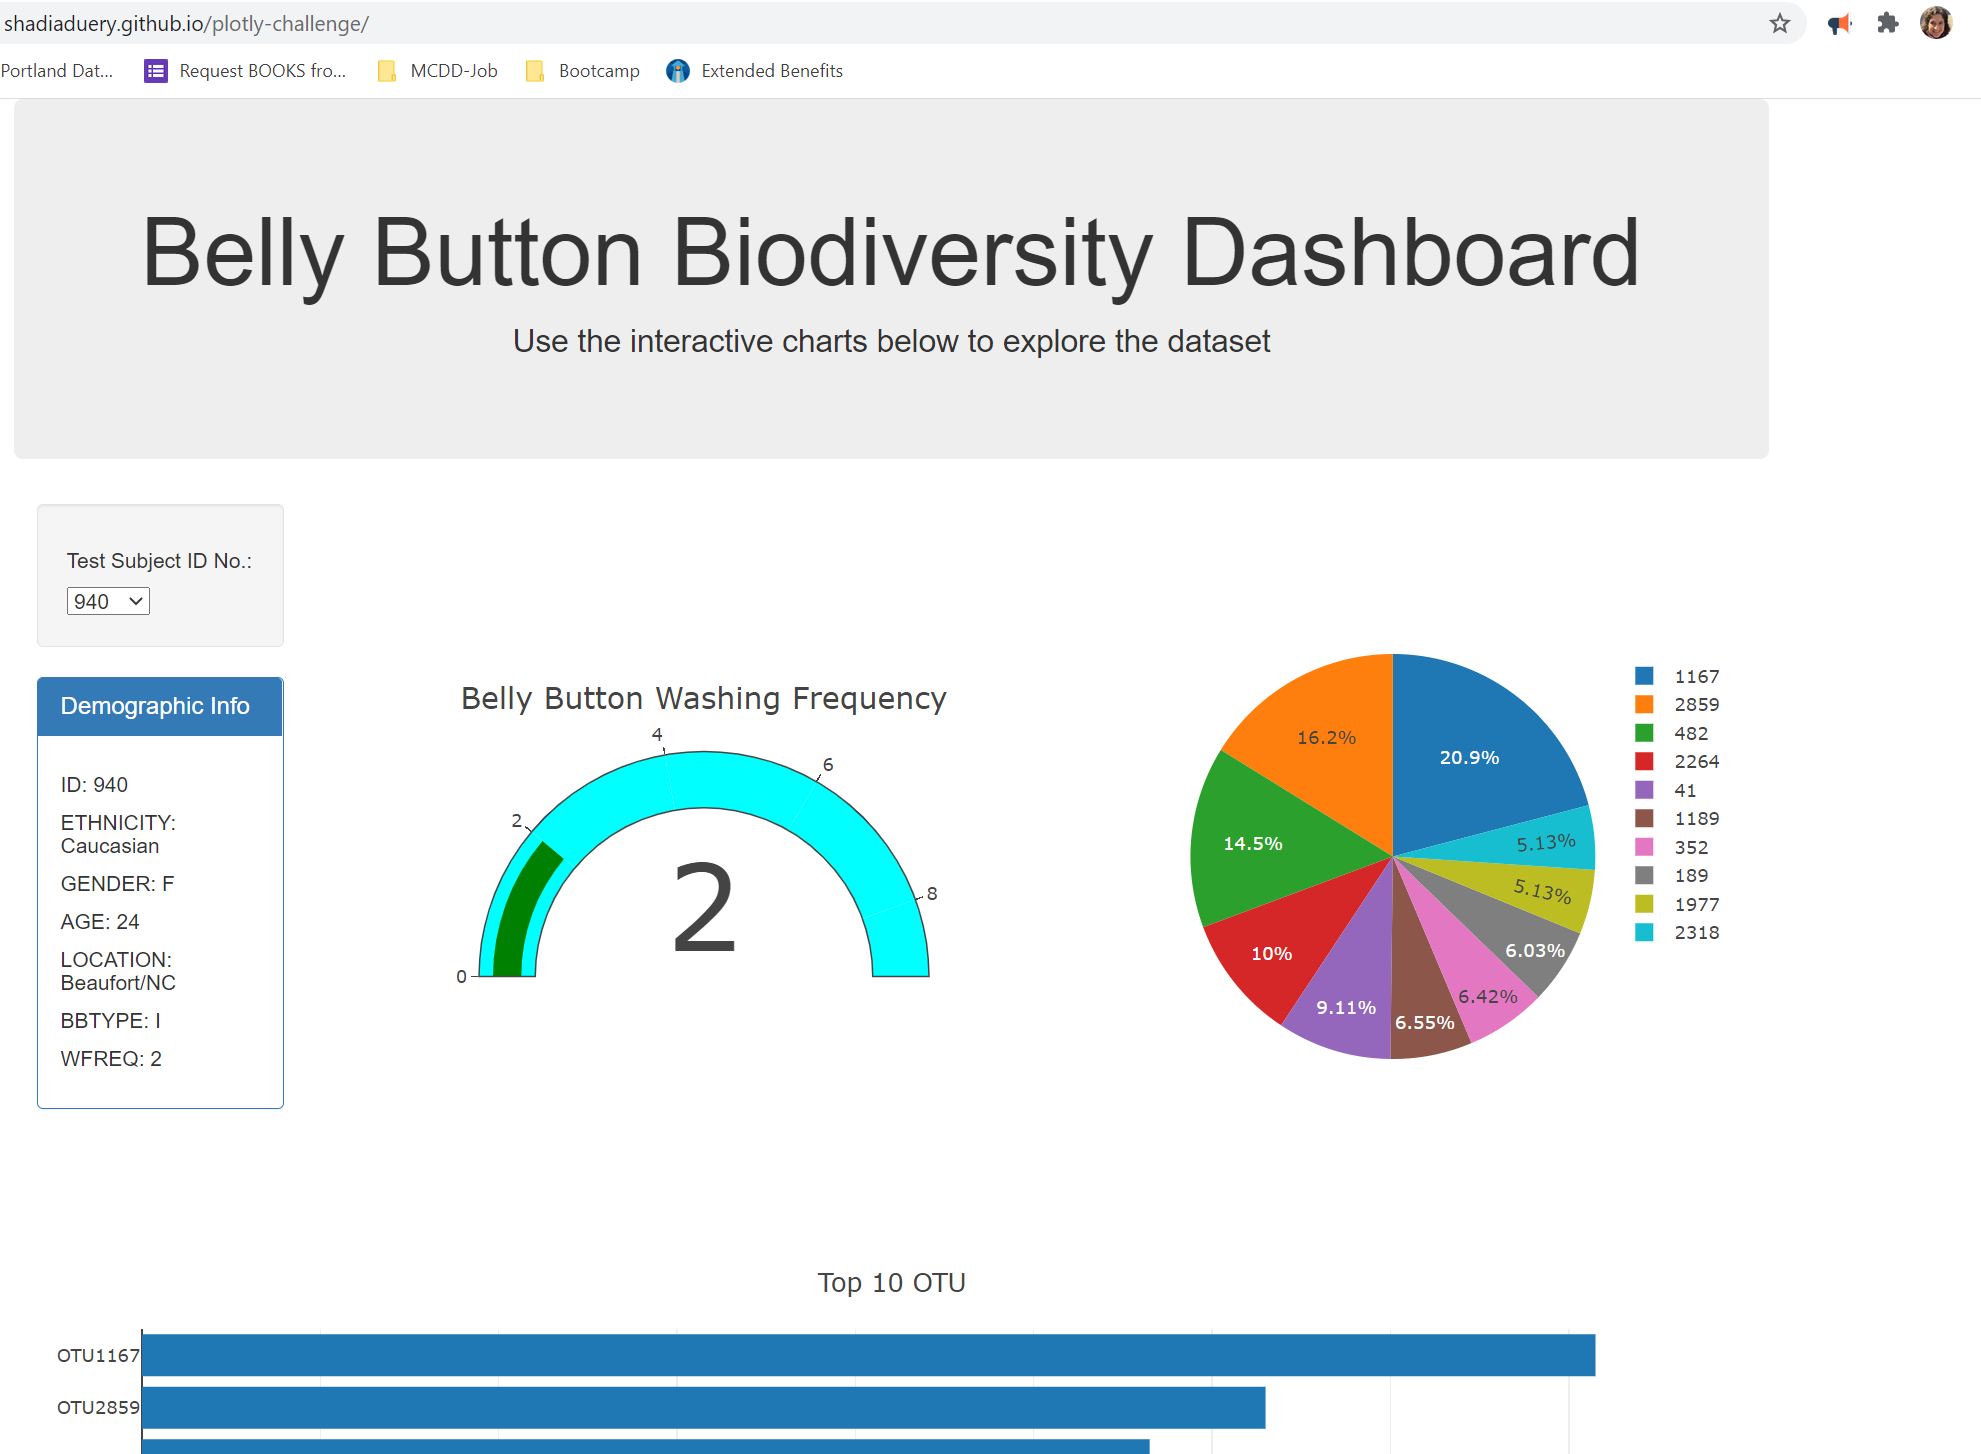 shadiaduery.github.io/plotly-challenge/
Portland Dat...
Request BOOKS fro...
MCDD-Job
Bootcamp
Extended Benefits
Belly Button Biodiversity Dashboard
Use the interactive charts below to explore the dataset
Test Subject ID No.:
940
Demographic Info
ID: 940
ETHNICITY:
Caucasian
GENDER: F
AGE: 24
LOCATION:
Beaufort/NC
BBTYPE: I
WFREQ: 2
Belly Button Washing Frequency
0
2
4
6
8
2
20.9%
16.2%
14.5%
10%
9.11%
6.55%
6.42%
6.03%
5.13%
5.13%
1167
2859
482
2264
41
1189
352
189
1977
2318
Top 10 OTU
OTU1167
OTU2859